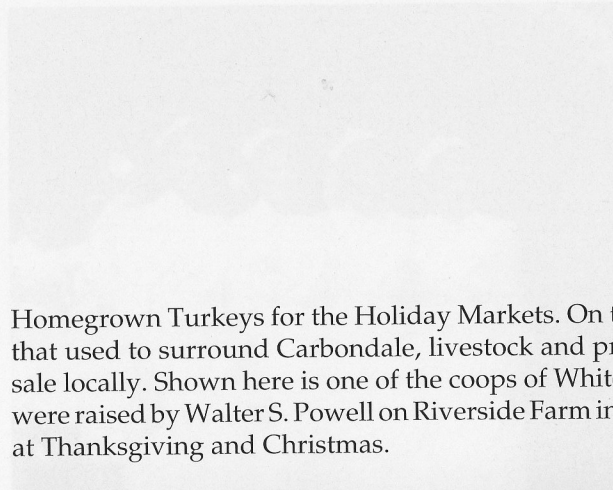 Homegrown Turkeys for the Holiday Markets. On
that used to surround Carbondale, livestock and
sale locally. Shown here is one of the coops of
were raised by Walter S. Powell on Riverside Farm
at Thanksgiving and Christmas.